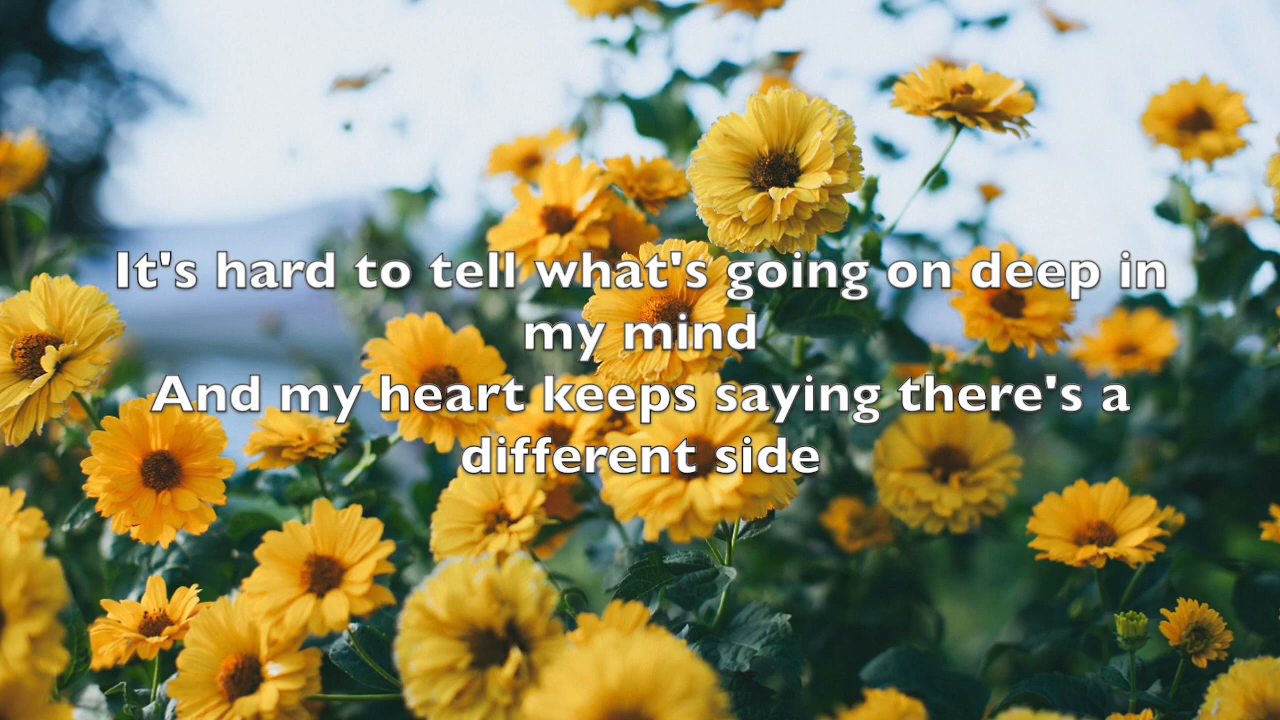 It's hard to tell what's going on deep in
my mind
And my heart keeps saying there's a
different side